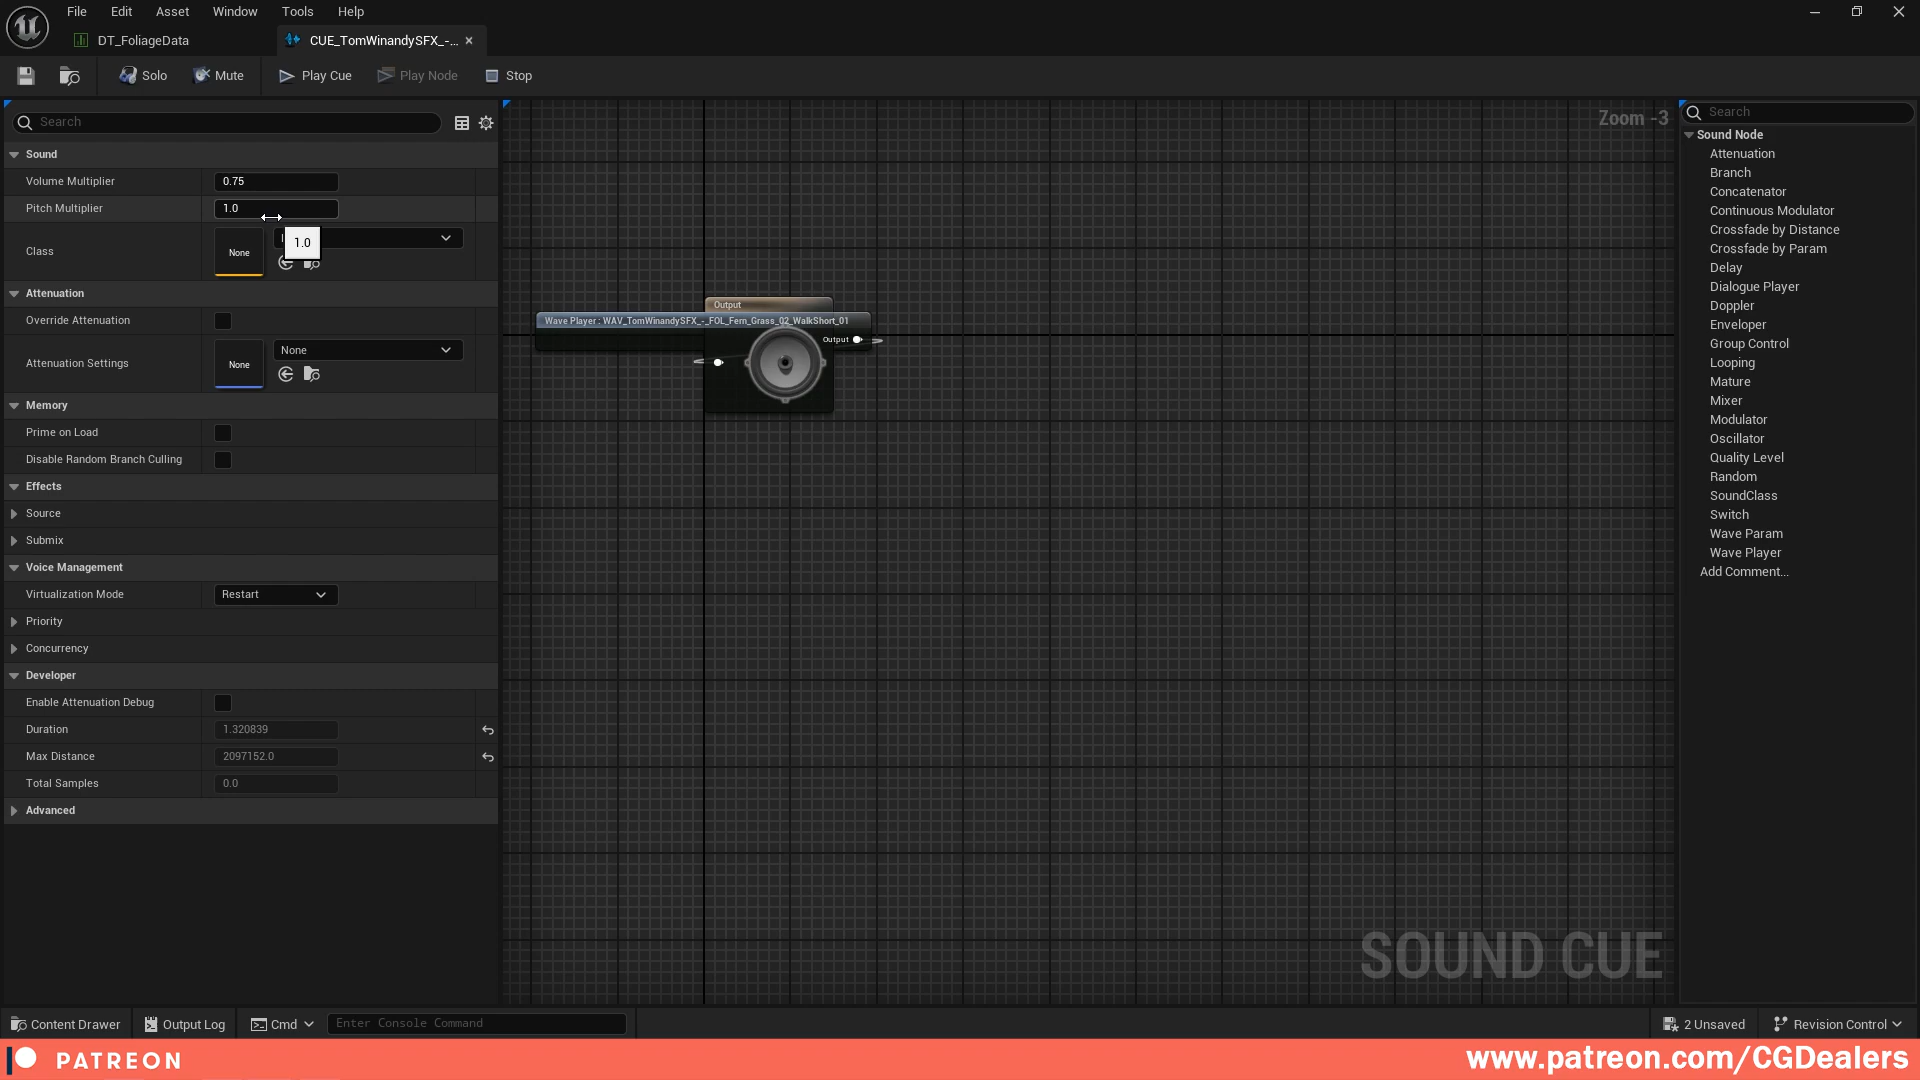 File Edit Asset Window Tools Help
DT_FoliageData
CUE_TomWinandySFX_-...
Solo Mute Play Cue Play Node Stop
Search
Sound
Volume Multiplier 0.75
Pitch Multiplier 1.0
Class None
1.0
Attenuation
Override Attenuation
Attenuation Settings None None
Memory
Prime on Load
Disable Random Branch Culling
Effects
Source
Submix
Voice Management
Virtualization Mode Restart
Priority
Concurrency
Developer
Enable Attenuation Debug
Duration 1.320839
Max Distance 2097152.0
Total Samples 0.0
Advanced
Zoom -3
Output
Wave Player : WAV_TomWinandySFX_-_FOL_Fern_Grass_02_WalkShort_01
Output
SOUND CUE
Search
Sound Node
Attenuation
Branch
Concatenator
Continuous Modulator
Crossfade by Distance
Crossfade by Param
Delay
Dialogue Player
Doppler
Enveloper
Group Control
Looping
Mature
Mixer
Modulator
Oscillator
Quality Level
Random
SoundClass
Switch
Wave Param
Wave Player
Add Comment...
Content Drawer Output Log Cmd Enter Console Command 2 Unsaved Revision Control
PATREON www.patreon.com/CGDealers